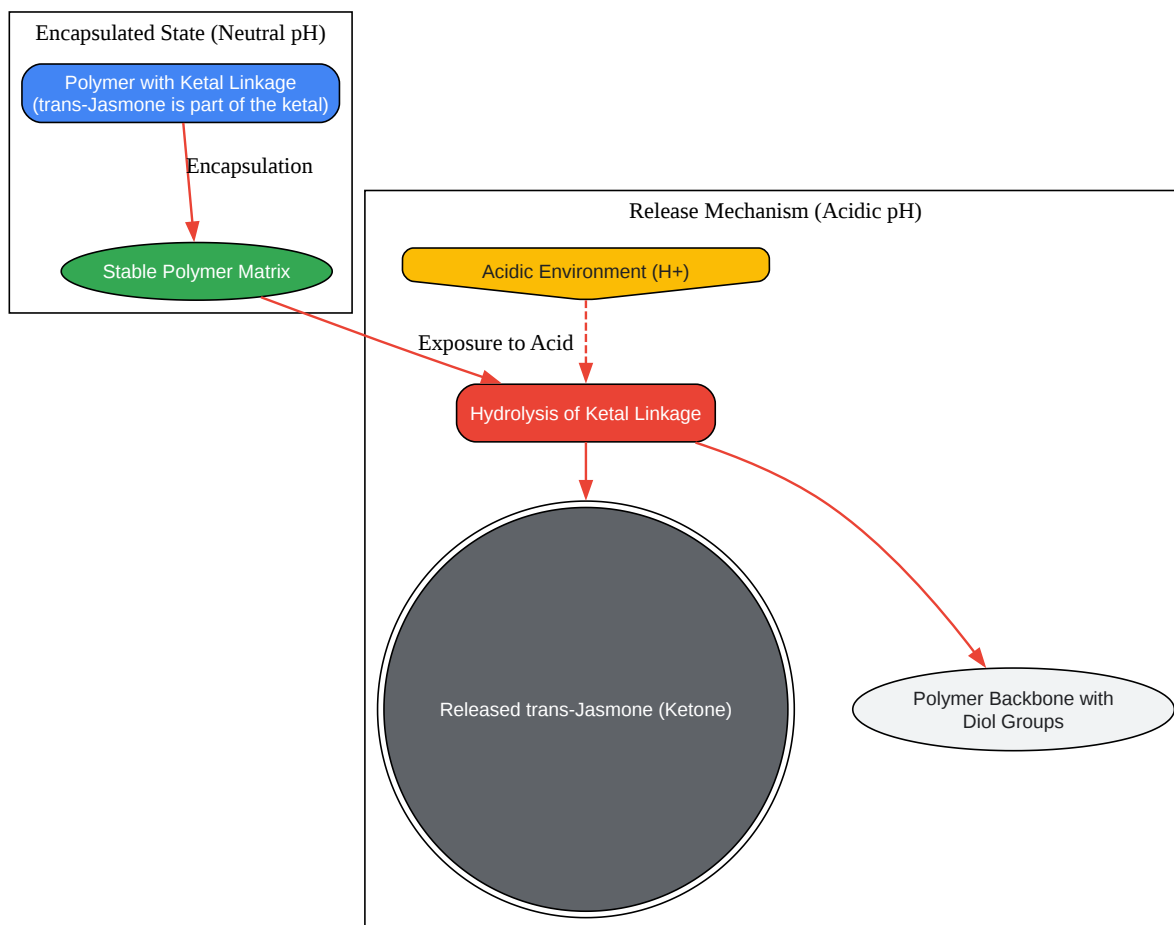 Encapsulated State (Neutral pH)
Polymer with Ketal Linkage
(trans-Jasmone is part of the ketal)
Encapsulation
Stable Polymer Matrix
Release Mechanism (Acidic pH)
Acidic Environment (H+)
Exposure to Acid
Hydrolysis of Ketal Linkage
Released trans-Jasmone (Ketone)
Polymer Backbone with
Diol Groups